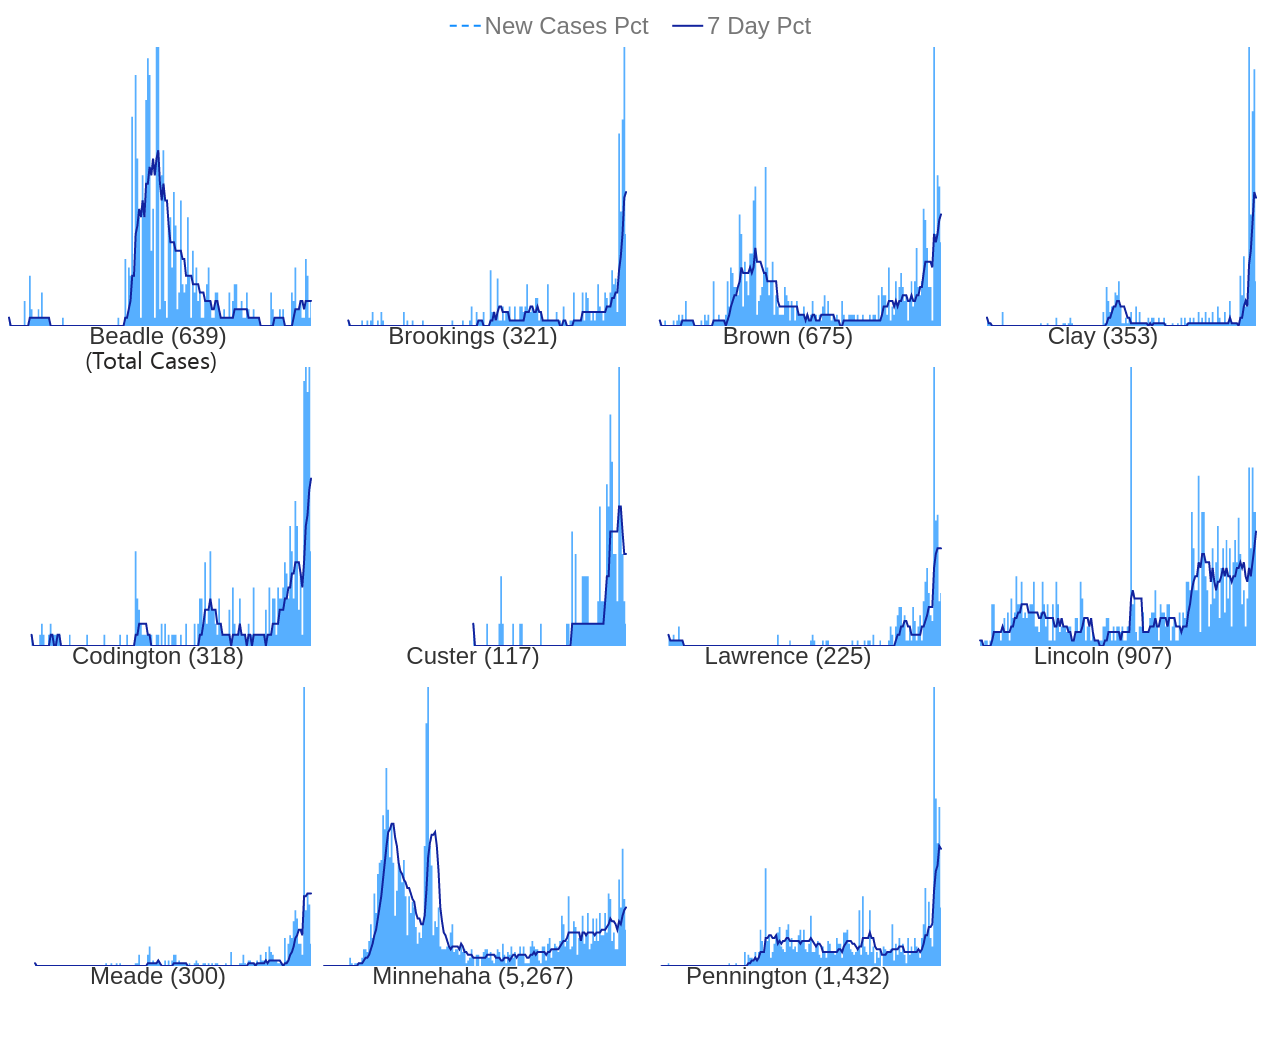 New Cases Pct 7 Day Pct
Beadle (639) Brookings (321) Brown (675) Clay (353)
(Total Cases)
Codington (318) Custer (117) Lawrence (225) Lincoln (907)
Meade (300) Minnehaha (5,267) Pennington (1,432)